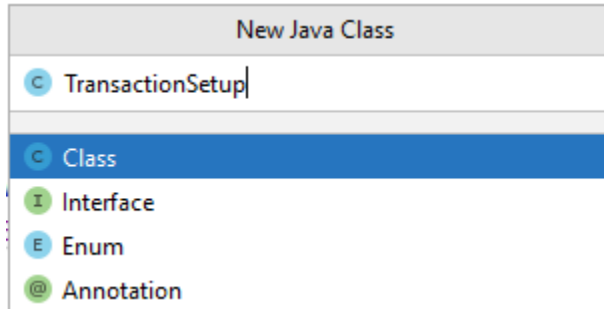 New Java Class
C TransactionSetup
C Class
I Interface
E Enum
@ Annotation